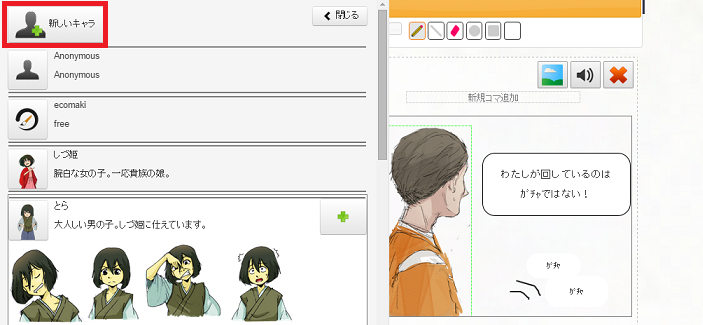 新しいキャラ
閉じる
Anonymous
Anonymous
ecomaki
free
しづ姫
腕白な女の子。一応貴族の娘。
とら
大人しい男の子。しづ姫に仕えています。
新規コマ追加
わたしが回しているのは
ガチャではない！
ガチャ
ガチャ